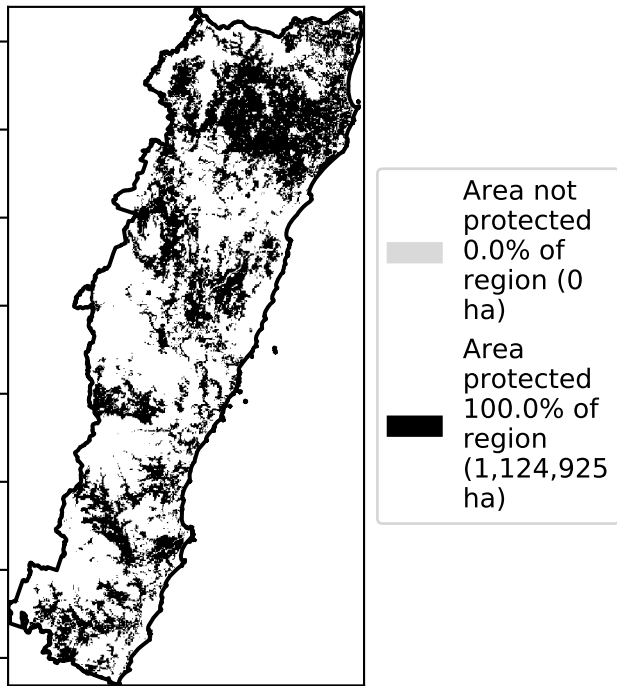 Area not
protected
0.0% of
region (0
ha)
Area
protected
100.0% of
region
(1,124,925
ha)